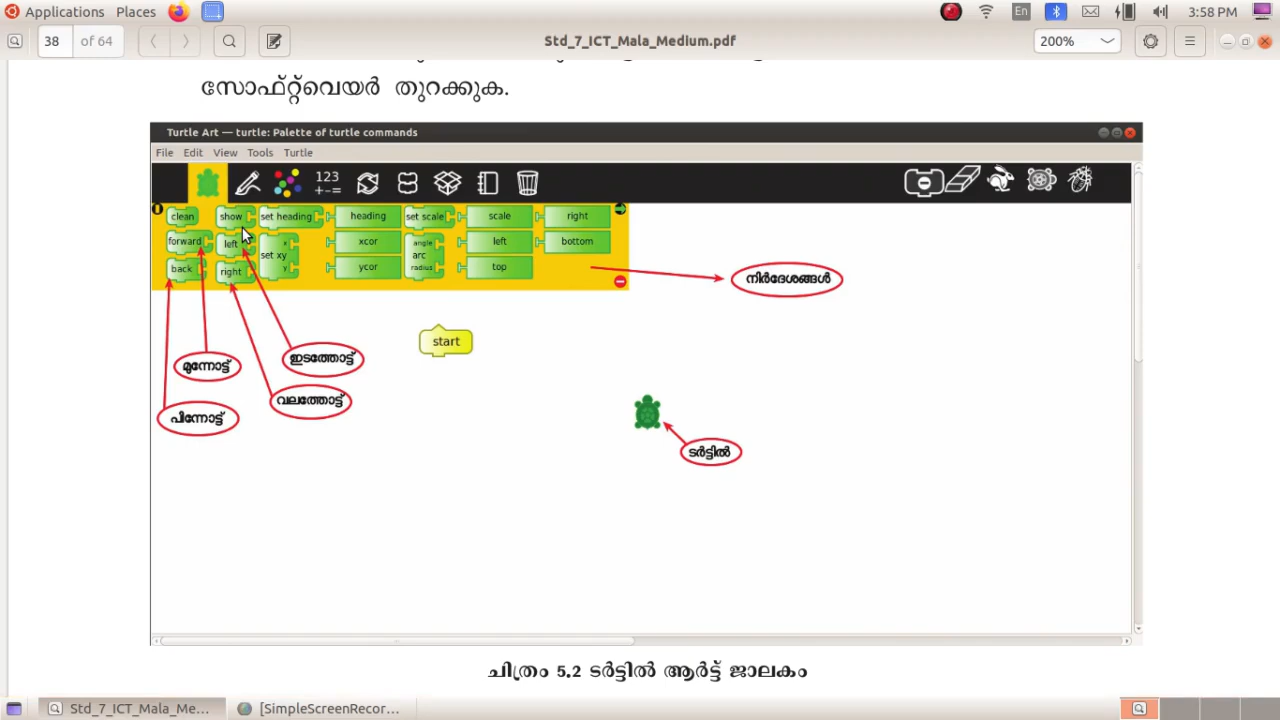 Applications Places En 3:58 PM
38 of 64 Std_7_ICT_Mala_Medium.pdf 200%
സോഫ്റ്റ്‌വെയർ തുറക്കുക.
Turtle Art — turtle: Palette of turtle commands
File Edit View Tools Turtle
123
+-=
clean show set heading heading set scale scale right
forward left set xy x y xcor angle arc radius left bottom
back right ycor top
നിർദേശങ്ങൾ
start
മുന്നോട്ട് ഇടത്തോട്ട്
വലത്തോട്ട്
പിന്നോട്ട്
ടർട്ടിൽ
ചിത്രം 5.2 ടർട്ടിൽ ആർട്ട് ജാലകം
Std_7_ICT_Mala_Me... [SimpleScreenRecor...